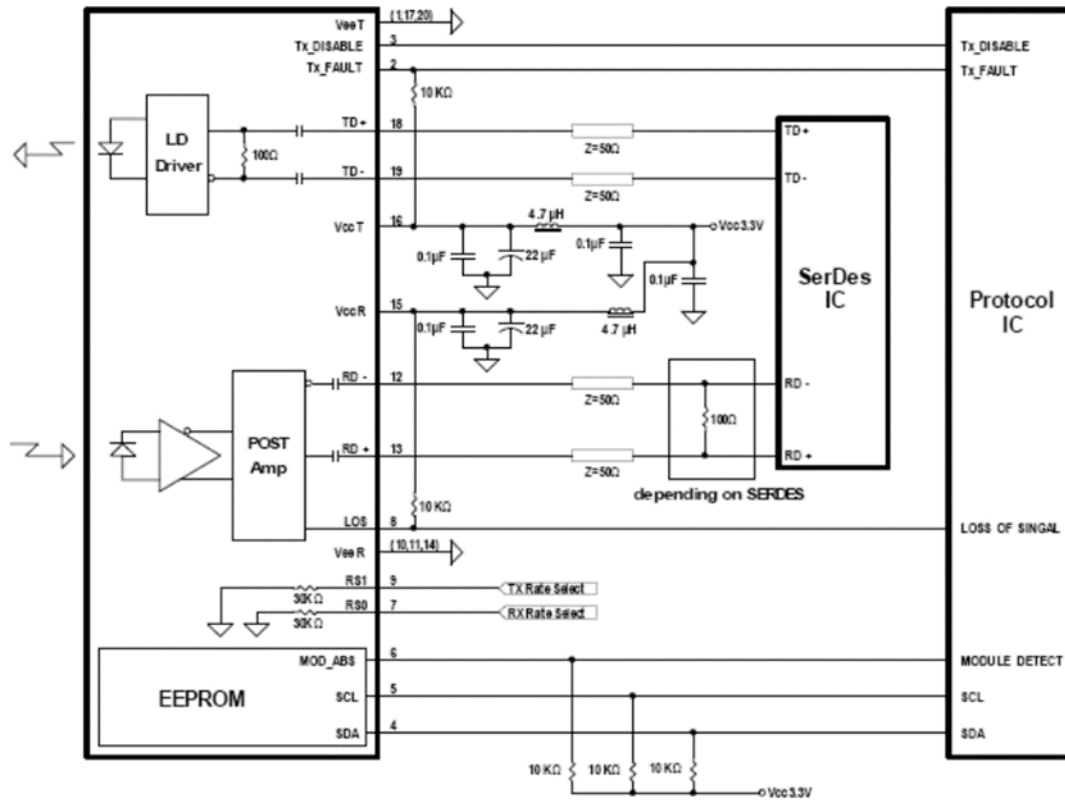 VeeT
(1,17,20)
Tx_DISABLE
3
Tx_DISABLE
Tx_FAULT
2
Tx_FAULT
10 KΩ
LD
Driver
100Ω
TD+
18
Z=50Ω
TD+
TD-
19
Z=50Ω
TD-
VccT
16
4.7 μH
Vcc3.3V
0.1μF
22 μF
0.1μF
0.1μF
SerDes
IC
Protocol
IC
VccR
15
0.1μF
22 μF
4.7 μH
RD -
12
Z=50Ω
RD -
POST
Amp
100Ω
RD +
13
Z=50Ω
RD +
depending on SERDES
10 KΩ
LOS
8
LOSS OF SINGAL
VeeR
(10,11,14)
RS1
9
TX Rate Select
30KΩ
RS0
7
RX Rate Select
30KΩ
MOD_ABS
6
MODULE DETECT
EEPROM
SCL
5
SCL
SDA
4
SDA
10 KΩ
10 KΩ
10 KΩ
Vcc3.3V